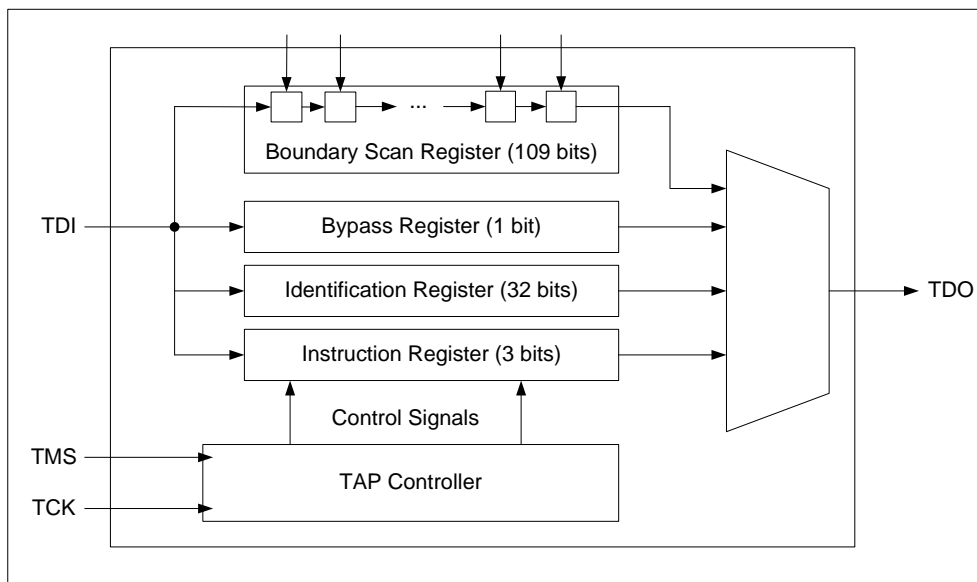 ...
Boundary Scan Register (109 bits)
TDI
Bypass Register (1 bit)
Identification Register (32 bits)
TDO
Instruction Register (3 bits)
Control Signals
TMS
TAP Controller
TCK